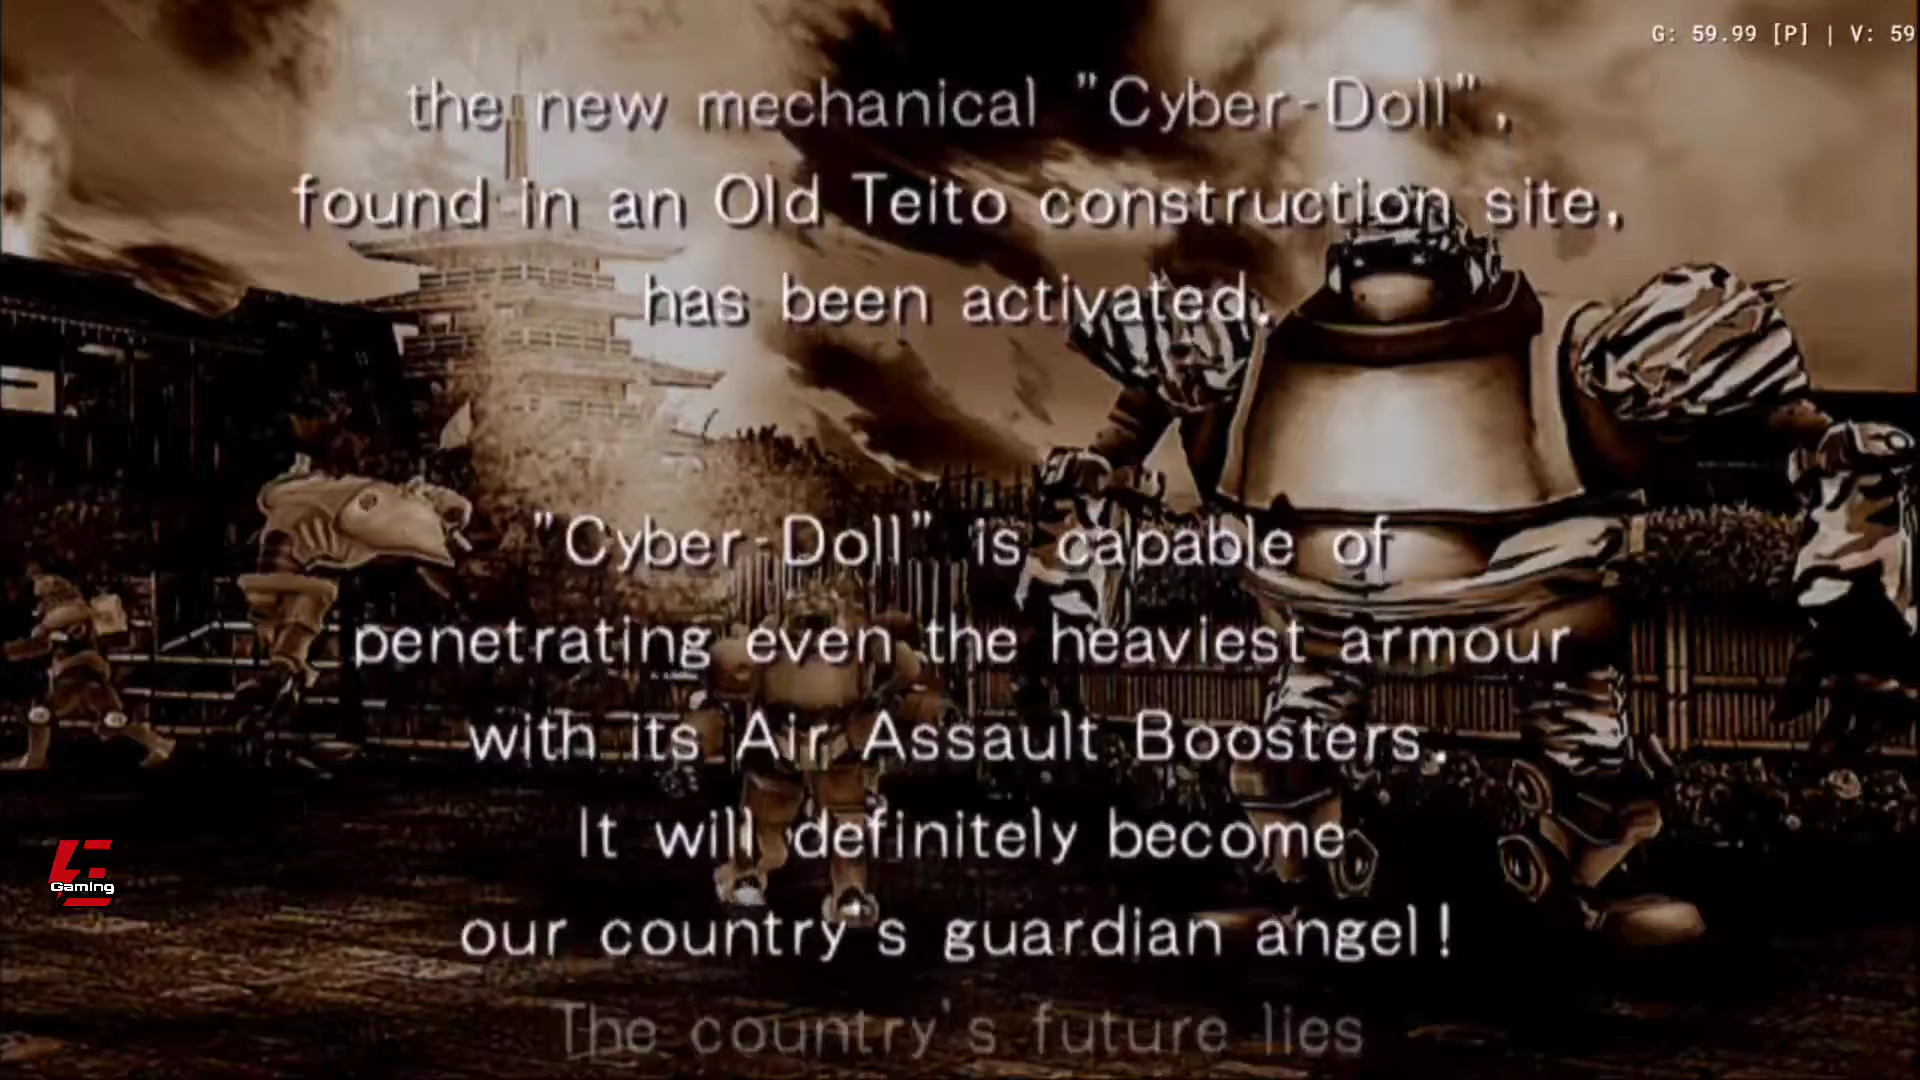 G: 59.99 [P] | V: 59
the new mechanical "Cyber-Doll",
found in an Old Teito construction site,
has been activated.
"Cyber-Doll" is capable of
penetrating even the heaviest armour
with its Air Assault Boosters.
It will definitely become
our country's guardian angel!
The country's future lies
Gaming